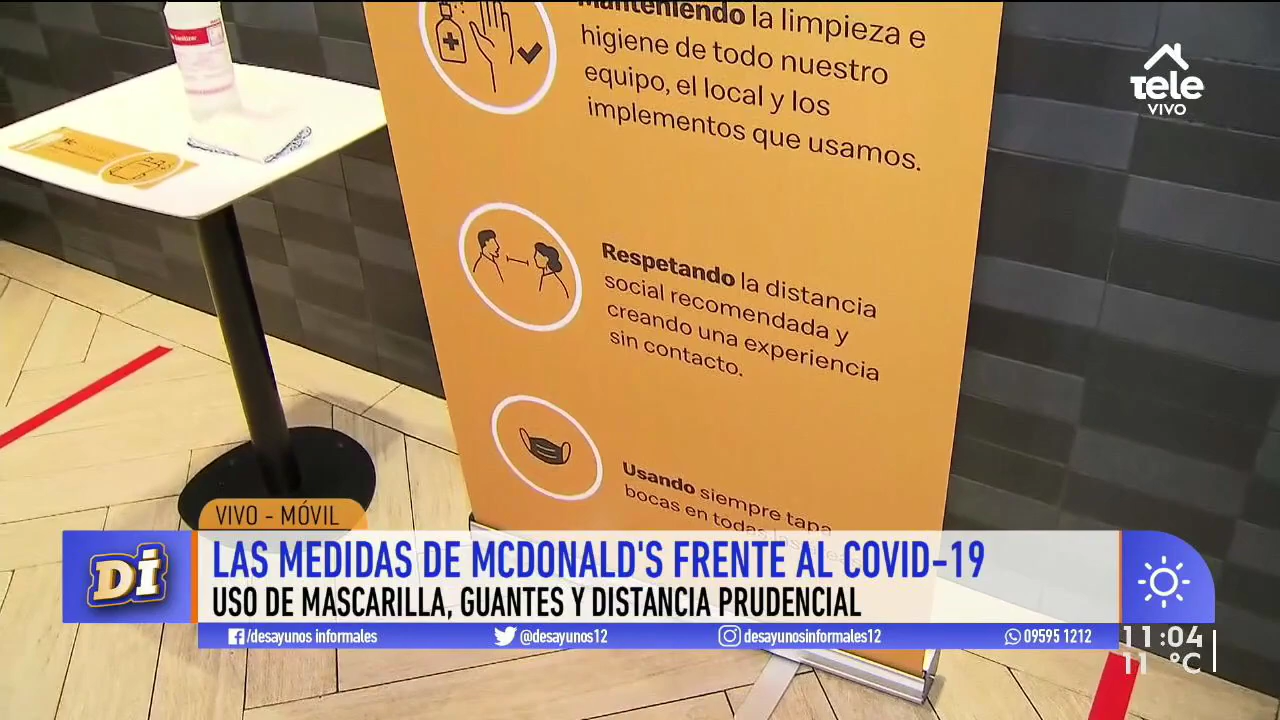 Manteniendo la limpieza e
higiene de todo nuestro
equipo, el local y los
implementos que usamos.
Respetando la distancia
social recomendada y
creando una experiencia
sin contacto.
Usando siempre tapa
bocas en todas las
tele
VIVO
VIVO - MÓVIL
Di
LAS MEDIDAS DE MCDONALD'S FRENTE AL COVID-19
USO DE MASCARILLA, GUANTES Y DISTANCIA PRUDENCIAL
/desayunos informales
@desayunos12
desayunosinformales12
09595 1212
11:04
11 °C